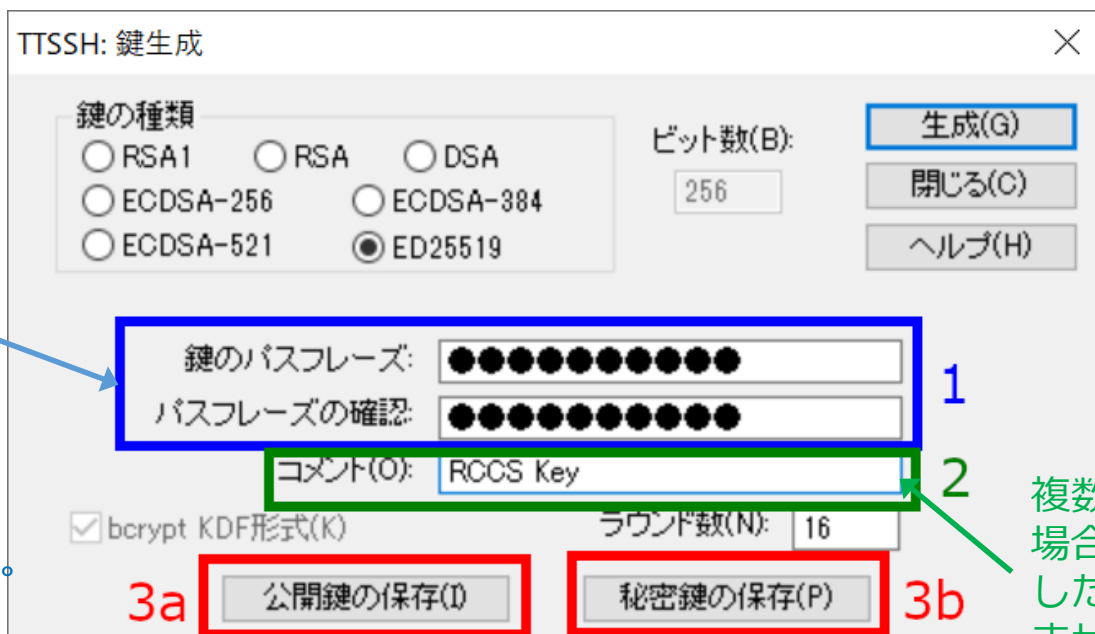 TTSSH: 鍵生成
鍵の種類
RSA1 RSA DSA
ECDSA-256 ECDSA-384
ECDSA-521 ED25519
ビット数(B):
256
生成(G)
閉じる(C)
ヘルプ(H)
鍵のパスフレーズ: ●●●●●●●●●●
パスフレーズの確認: ●●●●●●●●●●
1
コメント(O): RCCS Key
2
bcrypt KDF形式(K) ラウンド数(N): 16
3a 公開鍵の保存(I) 秘密鍵の保存(P) 3b
。
複数
場合
した